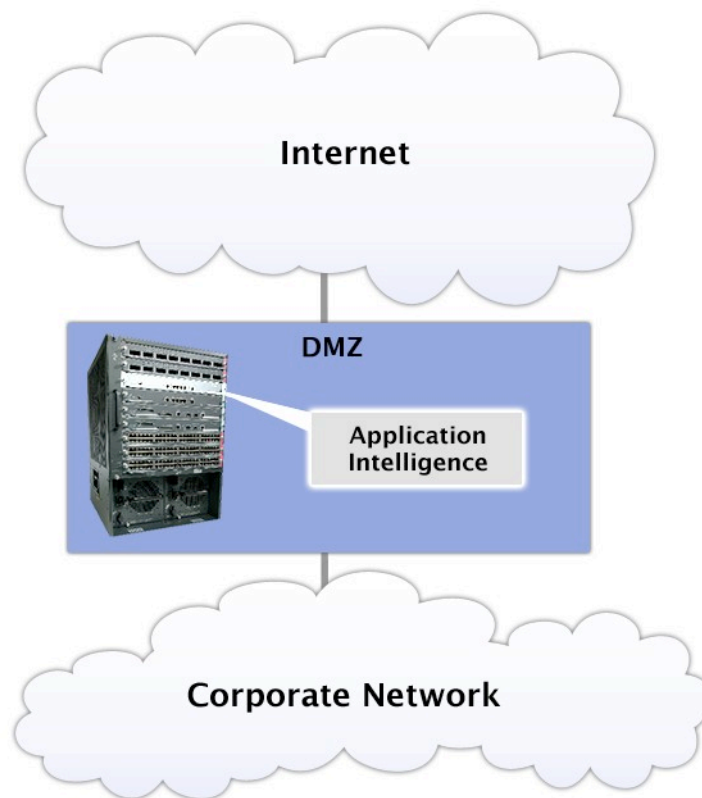 Internet
DMZ
Application
Intelligence
Corporate Network